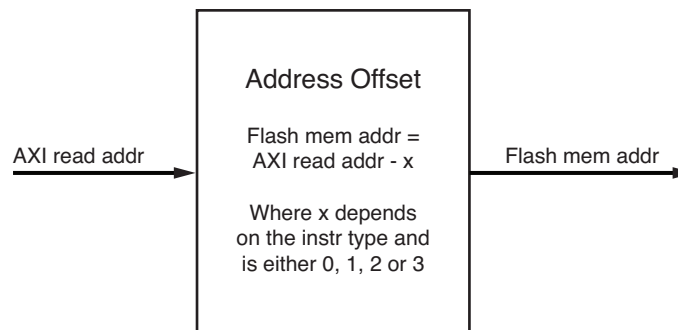 Address Offset
AXI read addr
Flash mem addr =
AXI read addr - x
Flash mem addr
Where x depends
on the instr type and
is either 0, 1, 2 or 3